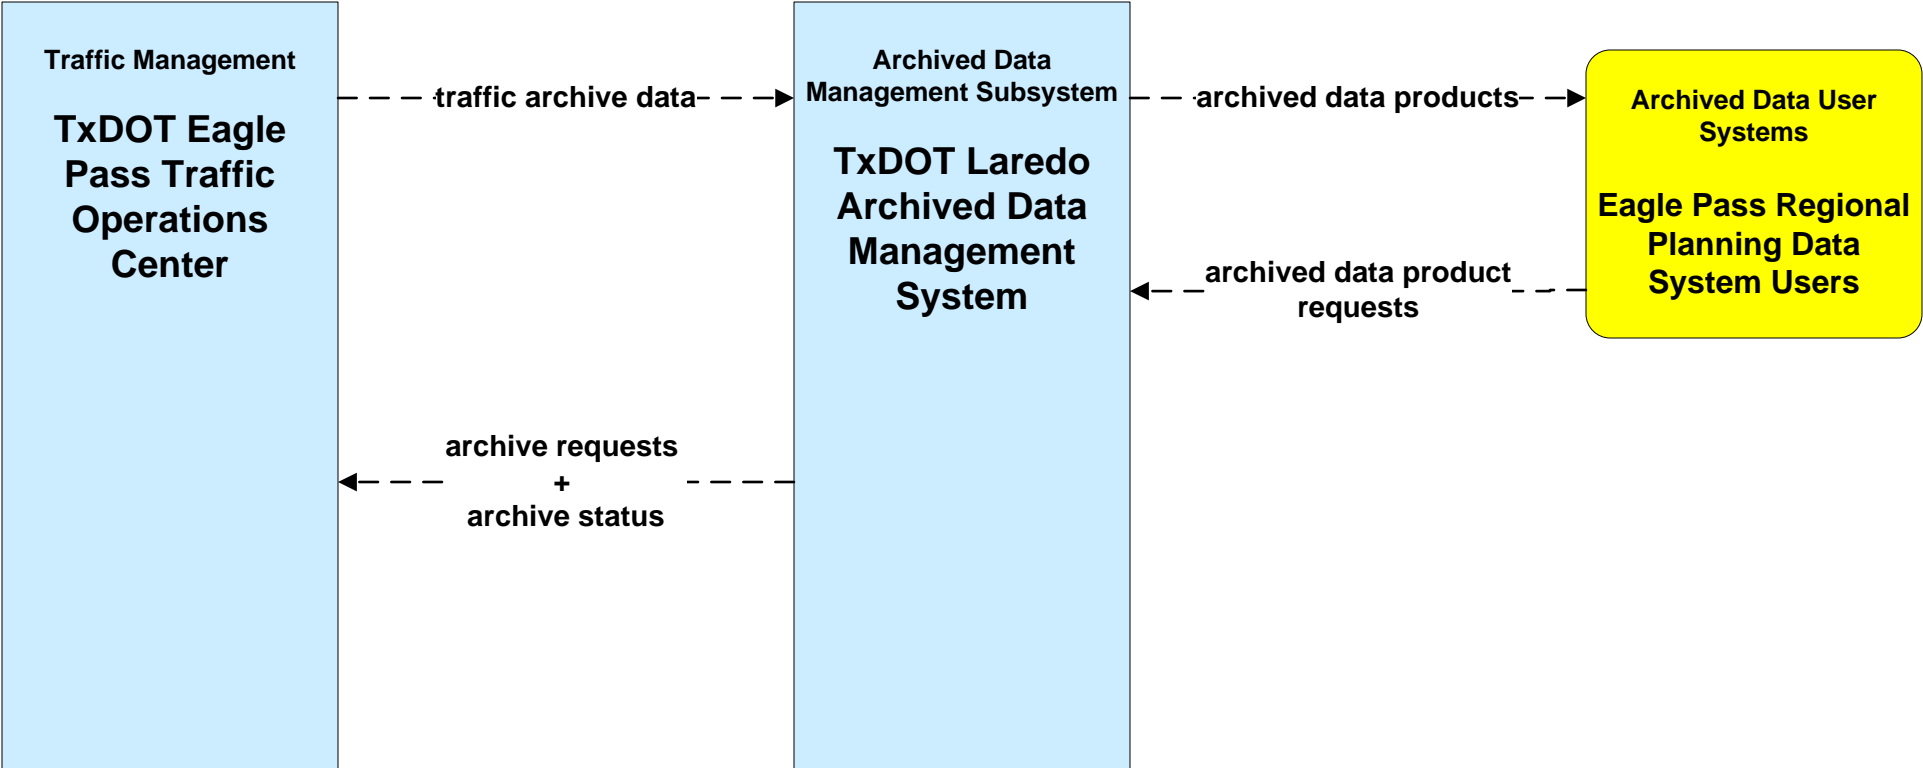 Traffic Management
TxDOT Eagle
Pass Traffic
Operations
Center
traffic archive data
archive requests
+
archive status
Archived Data
Management Subsystem
TxDOT Laredo
Archived Data
Management
System
archived data products
archived data product
requests
Archived Data User
Systems
Eagle Pass Regional
Planning Data
System Users